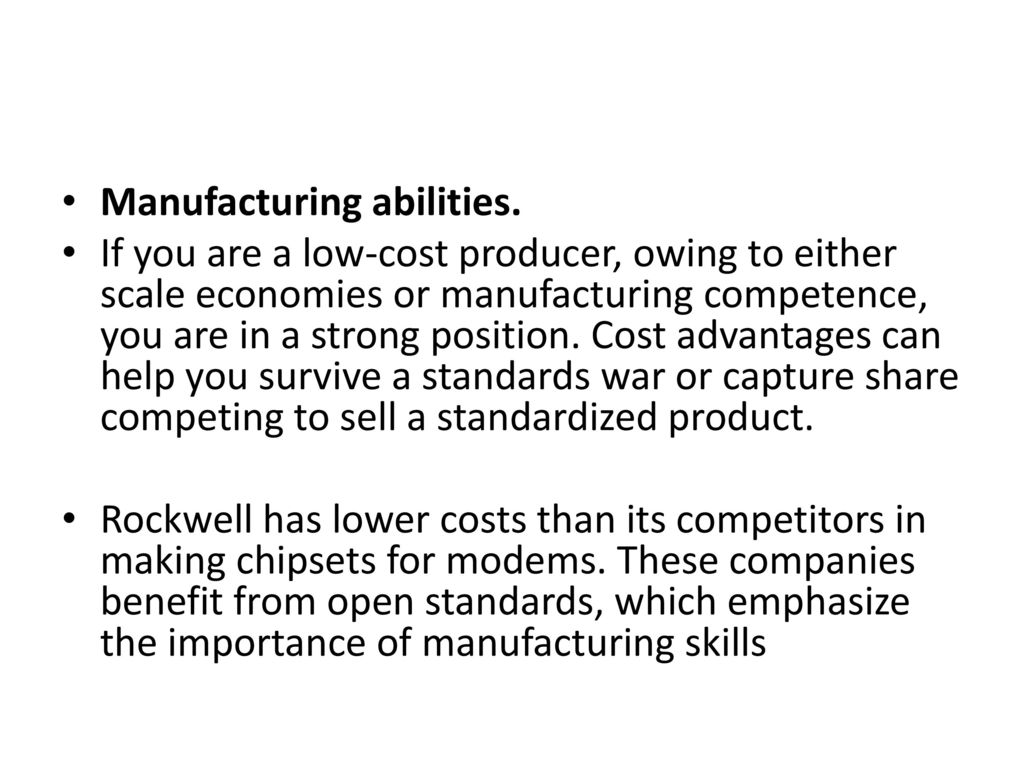 • Manufacturing abilities.
• If you are a low-cost producer, owing to either
scale economies or manufacturing competence,
you are in a strong position. Cost advantages can
help you survive a standards war or capture share
competing to sell a standardized product.
• Rockwell has lower costs than its competitors in
making chipsets for modems. These companies
benefit from open standards, which emphasize
the importance of manufacturing skills